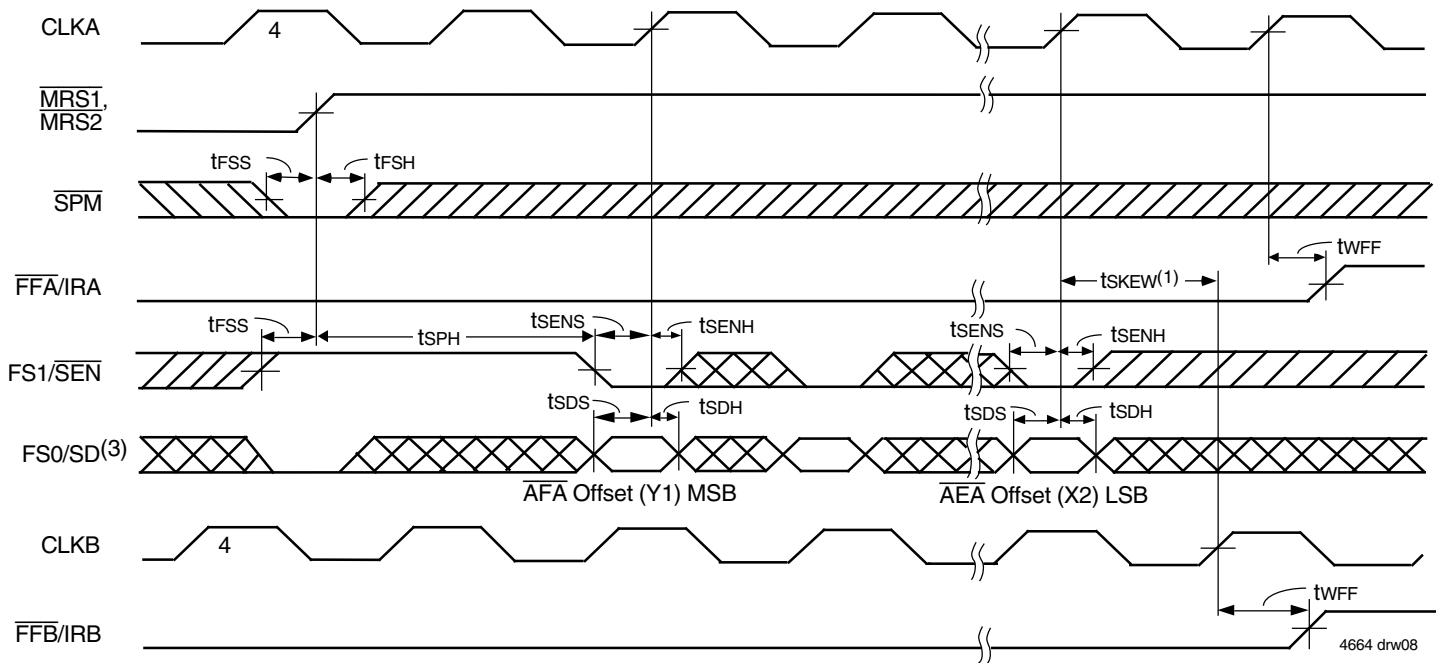 CLKA
4
MRS1,
MRS2
tFSS
tFSH
SPM
tWFF
FFA/IRA
tSKEW(1)
tFSS
tSPH
tSENS
tSENH
tSENS
tSENH
FS1/SEN
tSDS
tSDH
tSDS
tSDH
FS0/SD(3)
AFA Offset (Y1) MSB
AEA Offset (X2) LSB
CLKB
4
tWFF
FFB/IRB
4664 drw08